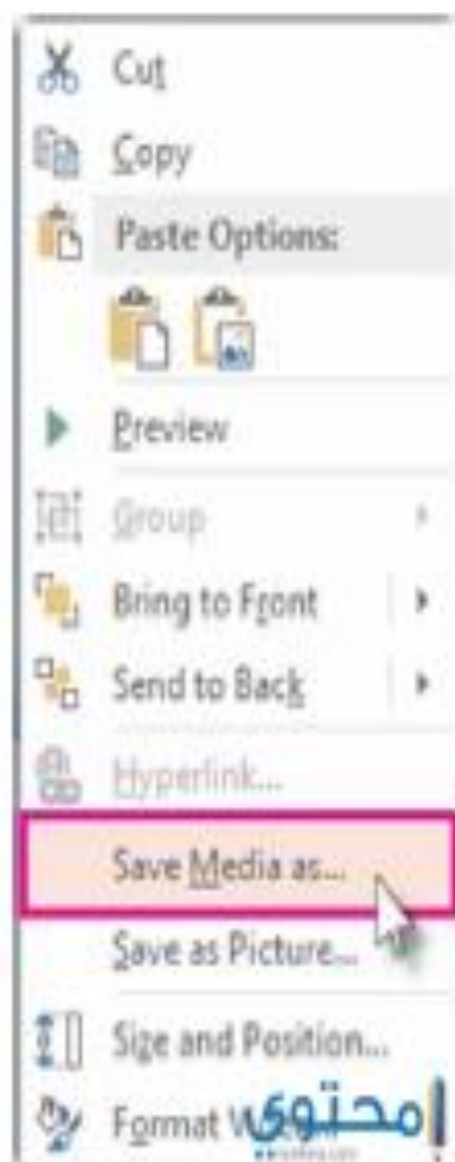 Cut
Copy
Paste Options:
Preview
Group
Bring to Front
Send to Back
Hyperlink...
Save Media as...
Save as Picture...
Size and Position...
Format
محتوى